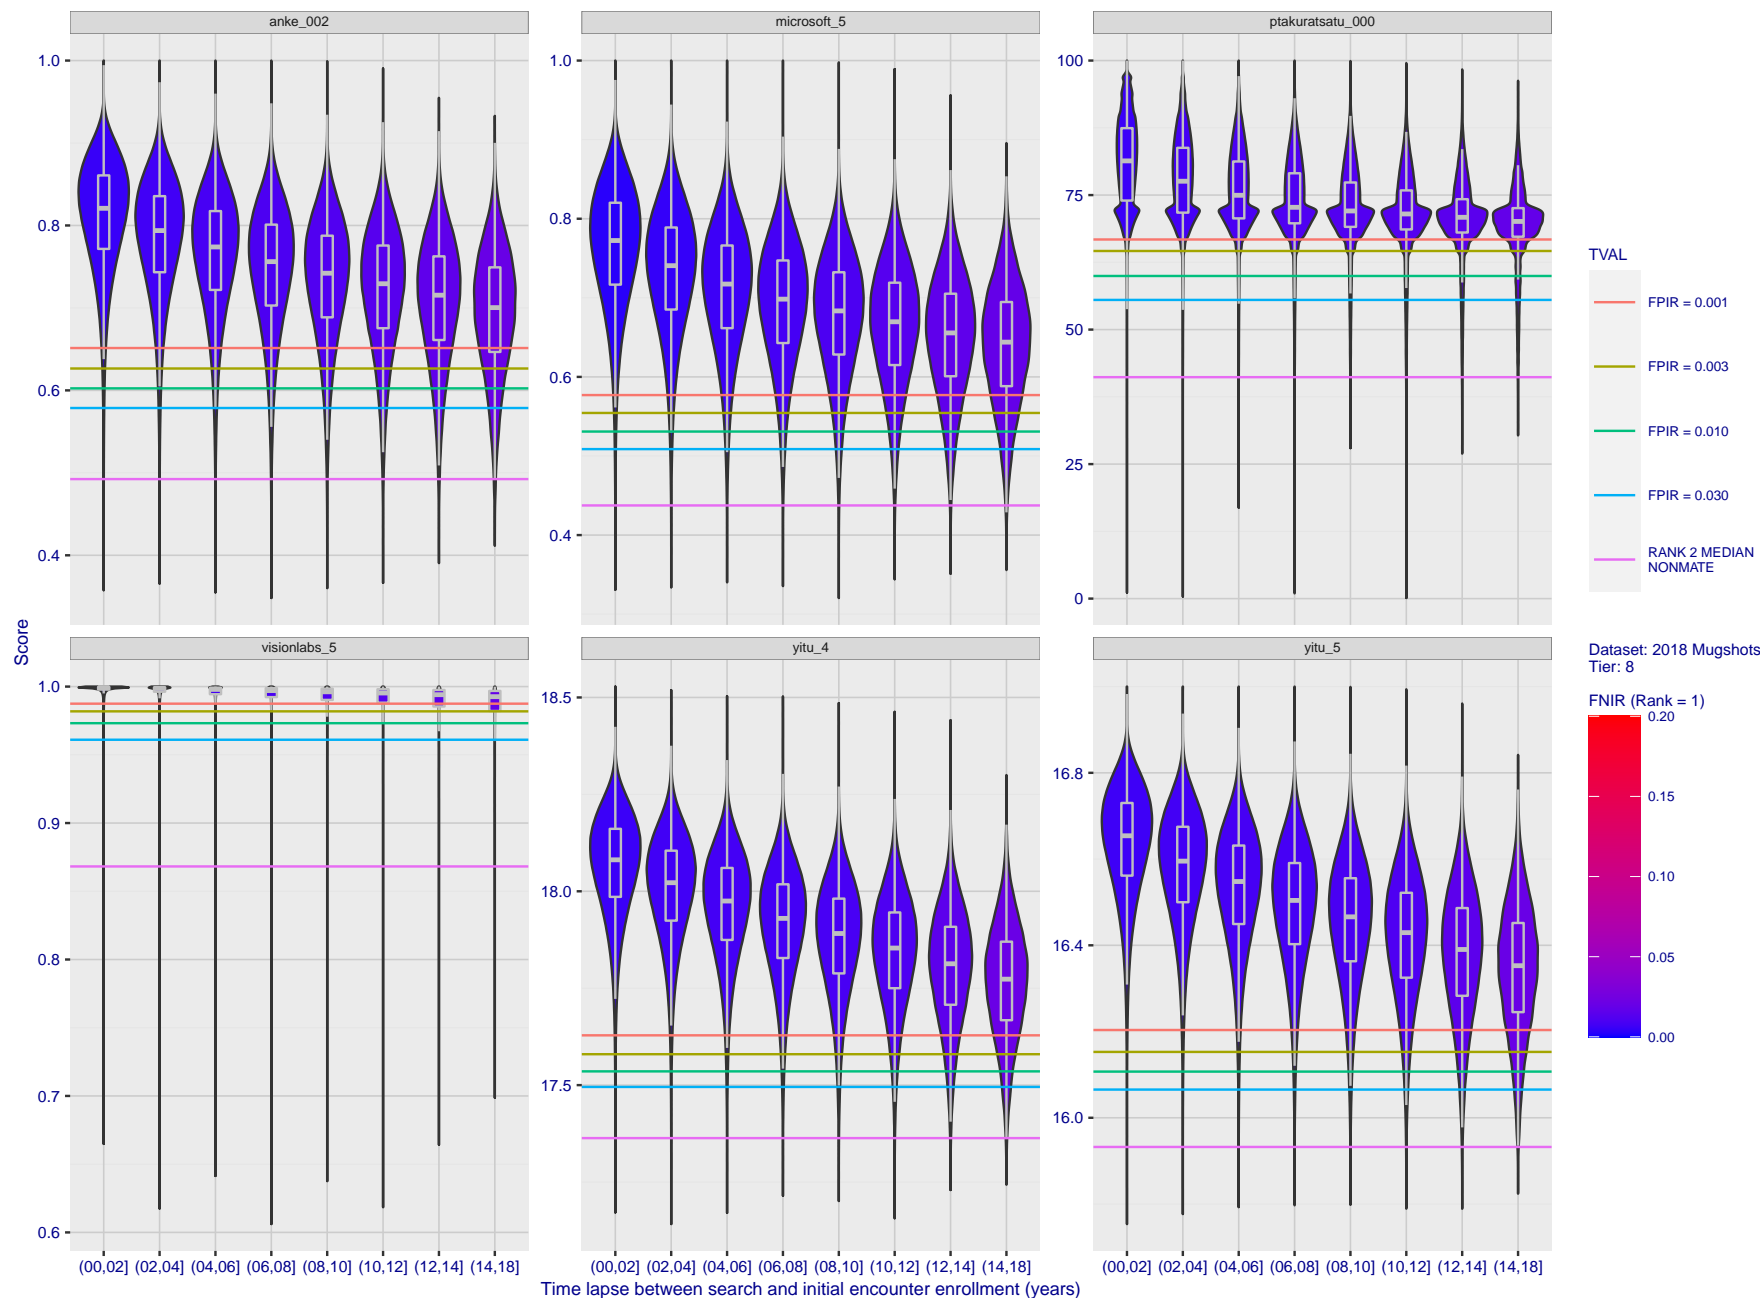 anke_002
microsoft_5
ptakuratsatu_000
1.0
0.8
0.6
0.4
1.0
0.8
0.6
0.4
100
75
50
25
0
TVAL
FPIR = 0.001
FPIR = 0.003
FPIR = 0.010
FPIR = 0.030
RANK 2 MEDIAN
NONMATE
Score
visionlabs_5
yitu_4
yitu_5
1.0
0.9
0.8
0.7
0.6
18.5
18.0
17.5
16.8
16.4
16.0
Dataset: 2018 Mugshots
Tier: 8
FNIR (Rank = 1)
0.20
0.15
0.10
0.05
0.00
(00,02] (02,04] (04,06] (06,08] (08,10] (10,12] (12,14] (14,18]
(00,02] (02,04] (04,06] (06,08] (08,10] (10,12] (12,14] (14,18]
(00,02] (02,04] (04,06] (06,08] (08,10] (10,12] (12,14] (14,18]
Time lapse between search and initial encounter enrollment (years)